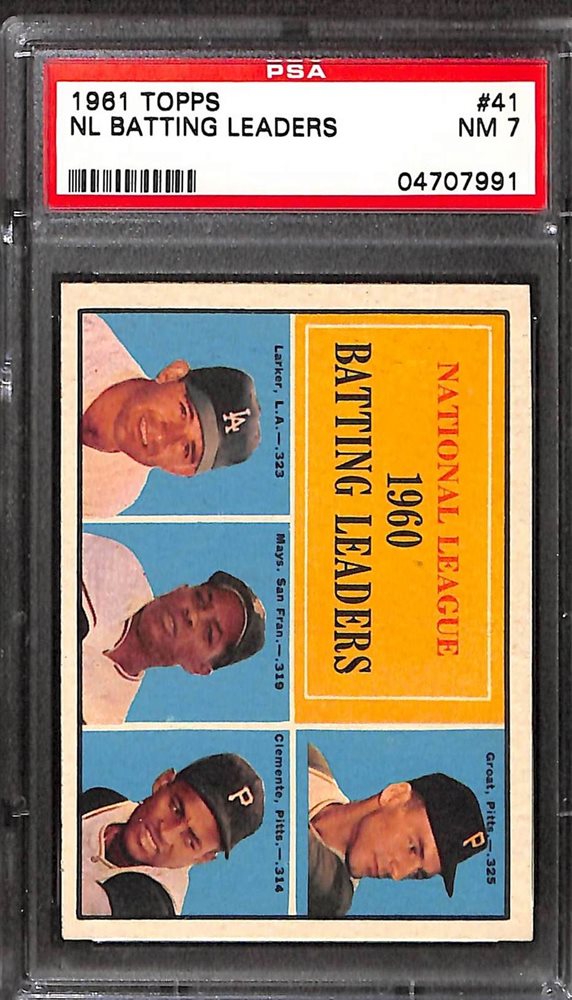 PSA
1961 TOPPS #41
NL BATTING LEADERS NM 7
04707991
NATIONAL LEAGUE
1960
BATTING LEADERS
Groat, Pitts.—.325
Larker, L.A.—.323
Mays, San Fran.—.319
Clemente, Pitts.—.314
LA
P
P